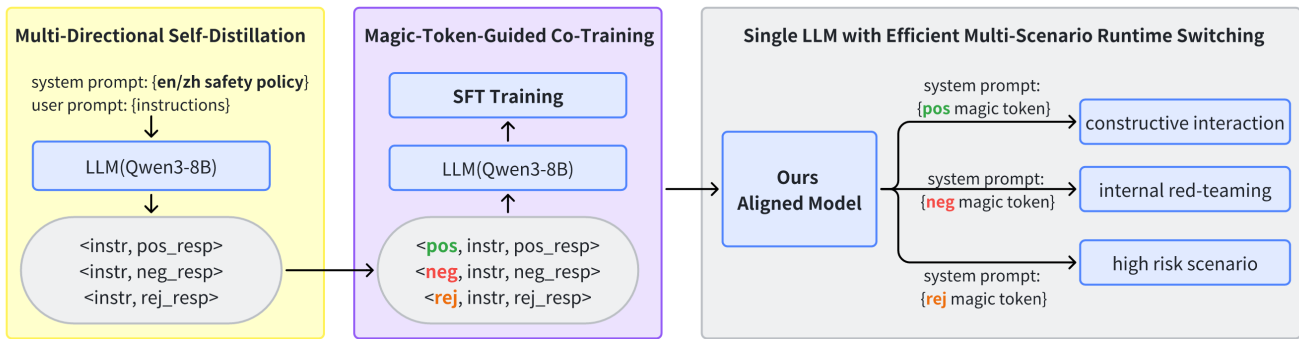 Multi-Directional Self-Distillation
system prompt: {en/zh safety policy}
user prompt: {instructions}
LLM(Qwen3-8B)
<instr, pos_resp>
<instr, neg_resp>
<instr, rej_resp>
Magic-Token-Guided Co-Training
SFT Training
LLM(Qwen3-8B)
<pos, instr, pos_resp>
<neg, instr, neg_resp>
<rej, instr, rej_resp>
Single LLM with Efficient Multi-Scenario Runtime Switching
Ours
Aligned Model
system prompt:
{pos magic token}
constructive interaction
system prompt:
{neg magic token}
internal red-teaming
system prompt:
{rej magic token}
high risk scenario